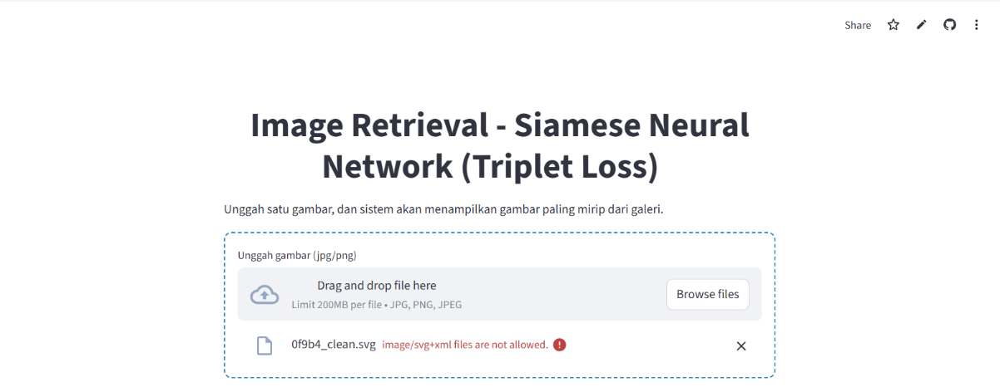 Share
Image Retrieval - Siamese Neural
Network (Triplet Loss)
Unggah satu gambar, dan sistem akan menampilkan gambar paling mirip dari galeri.
Unggah gambar (jpg/png)
Drag and drop file here
Limit 200MB per file • JPG, PNG, JPEG
Browse files
0f9b4_clean.svg image/svg+xml files are not allowed.